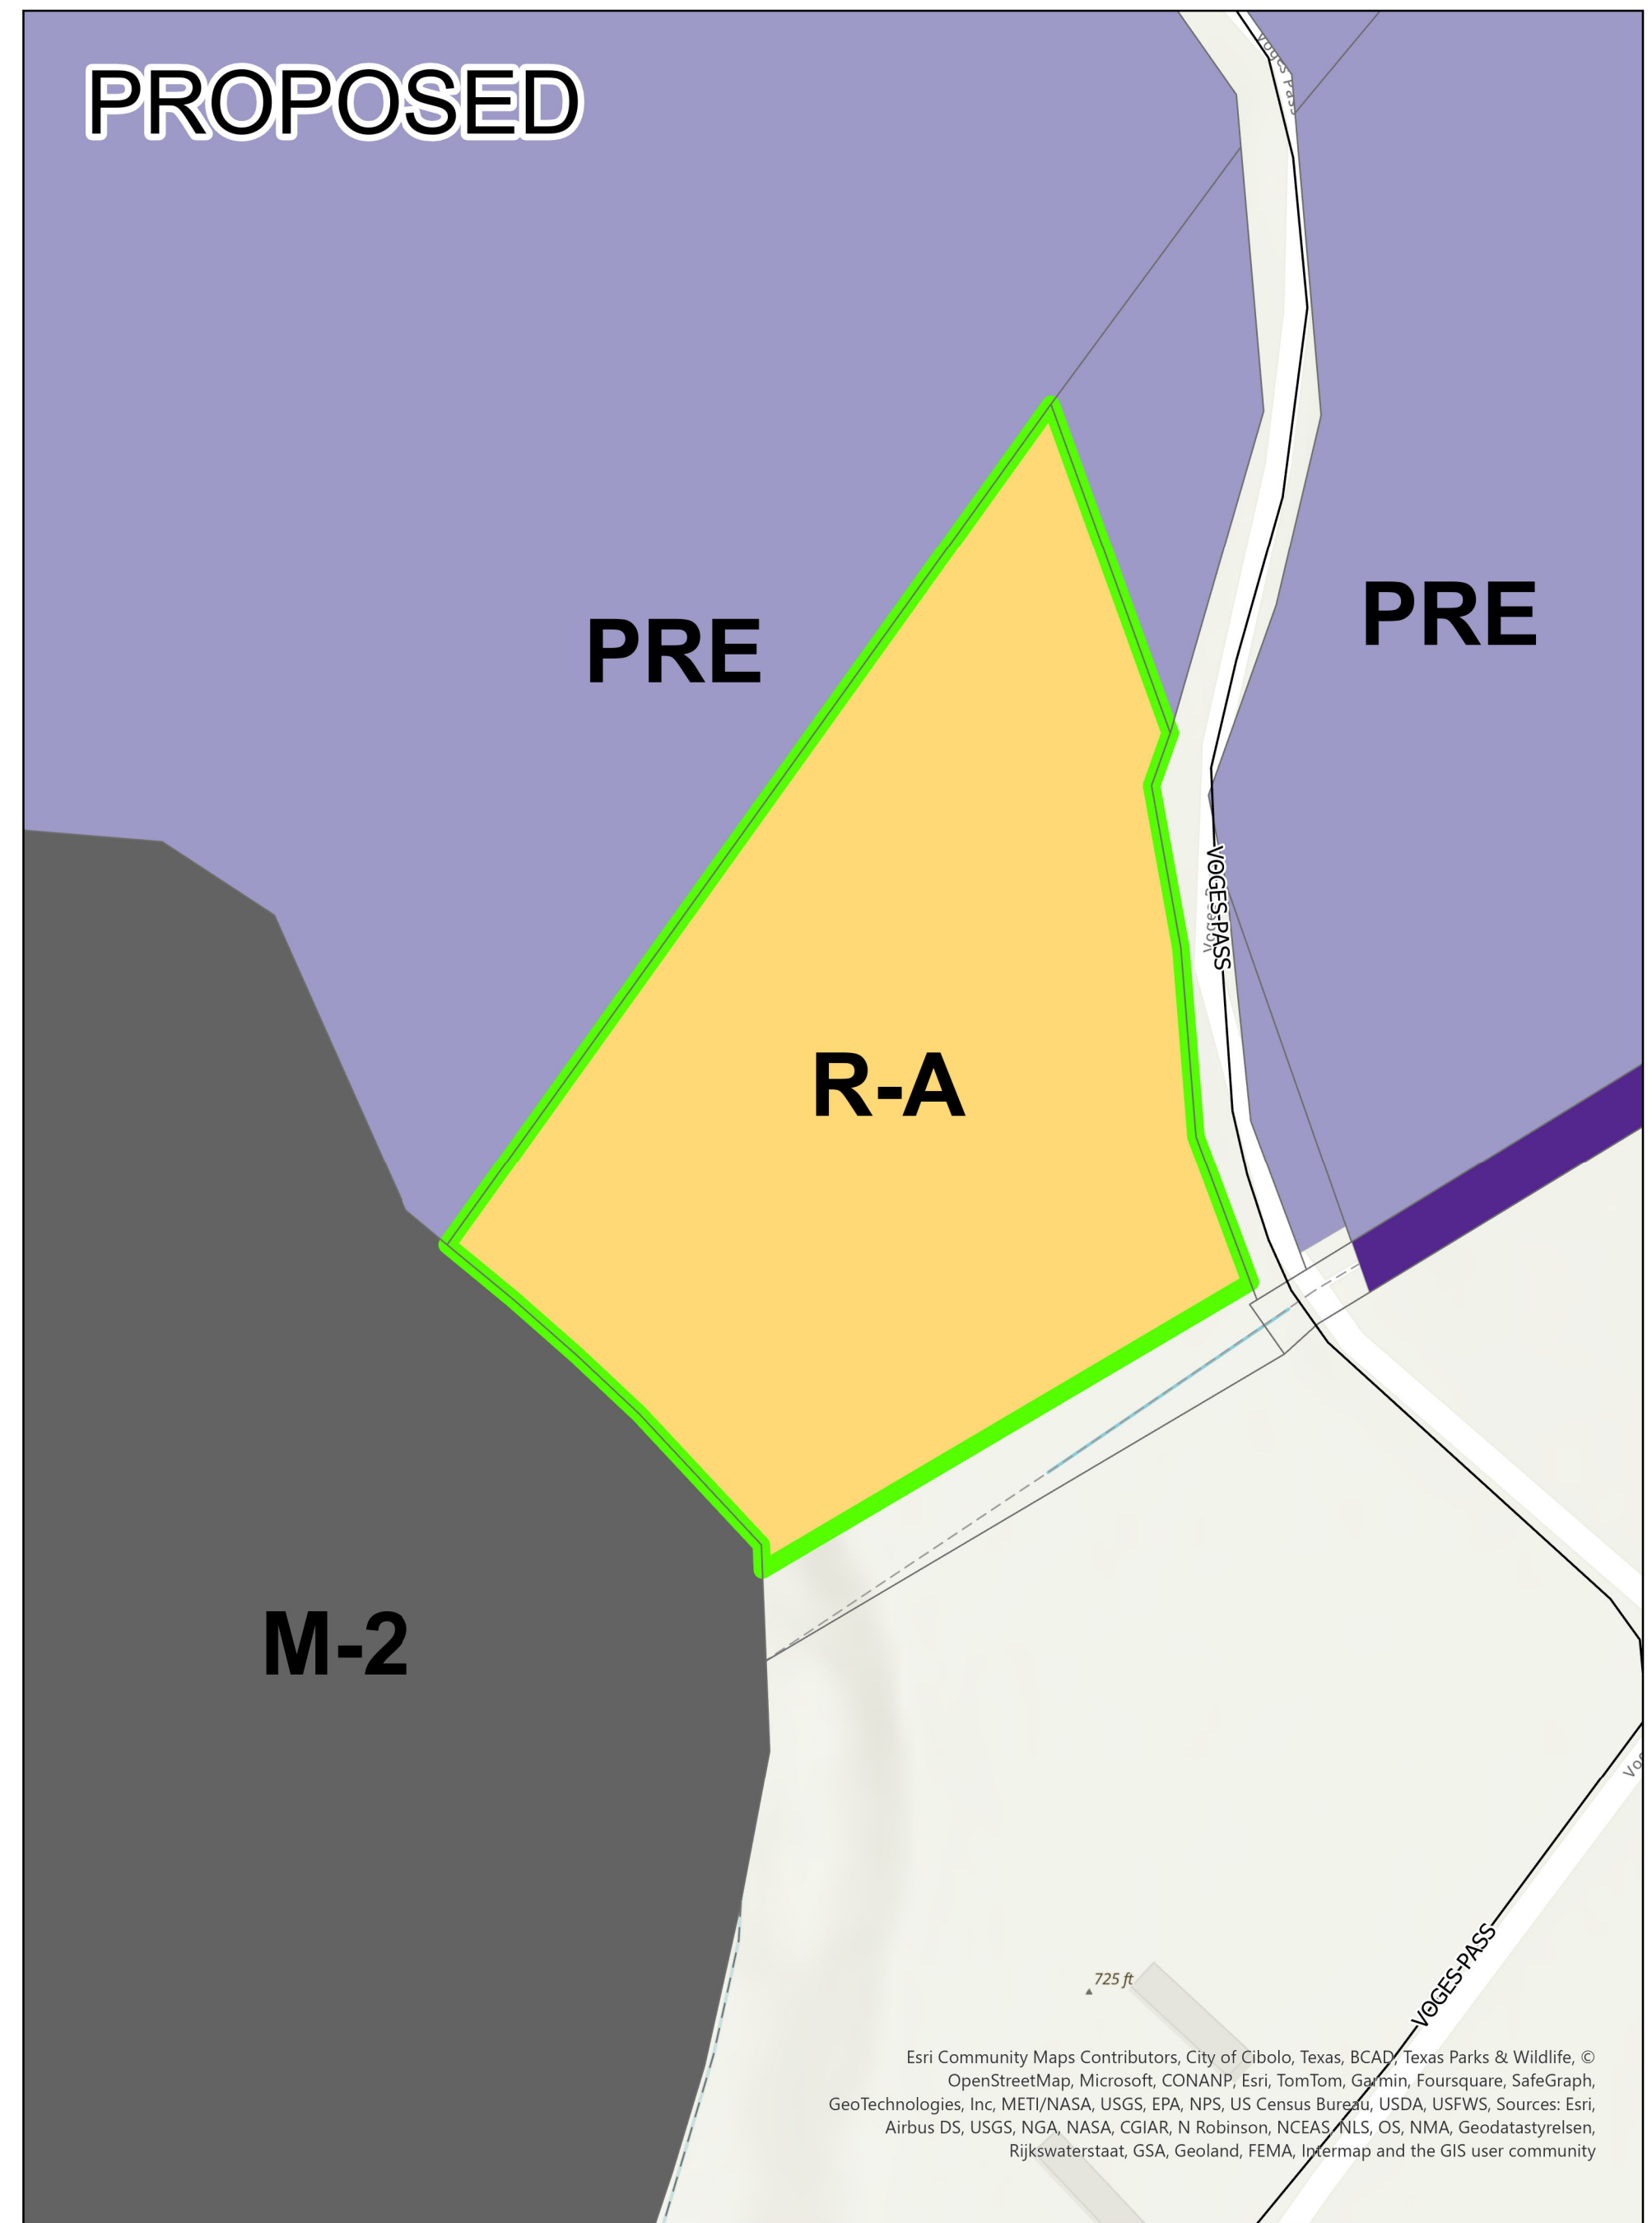 PROPOSED
Voges Pass
PRE
PRE
VOGES-PASS
R-A
M-2
VOGES-PASS
725 ft
Esri Community Maps Contributors, City of Cibolo, Texas, BCAD, Texas Parks & Wildlife, ©
OpenStreetMap, Microsoft, CONANP, Esri, TomTom, Garmin, Foursquare, SafeGraph,
GeoTechnologies, Inc, METI/NASA, USGS, EPA, NPS, US Census Bureau, USDA, USFWS, Sources: Esri,
Airbus DS, USGS, NGA, NASA, CGIAR, N Robinson, NCEAS, NLS, OS, NMA, Geodatastyrelsen,
Rijkswaterstaat, GSA, Geoland, FEMA, Intermap and the GIS user community